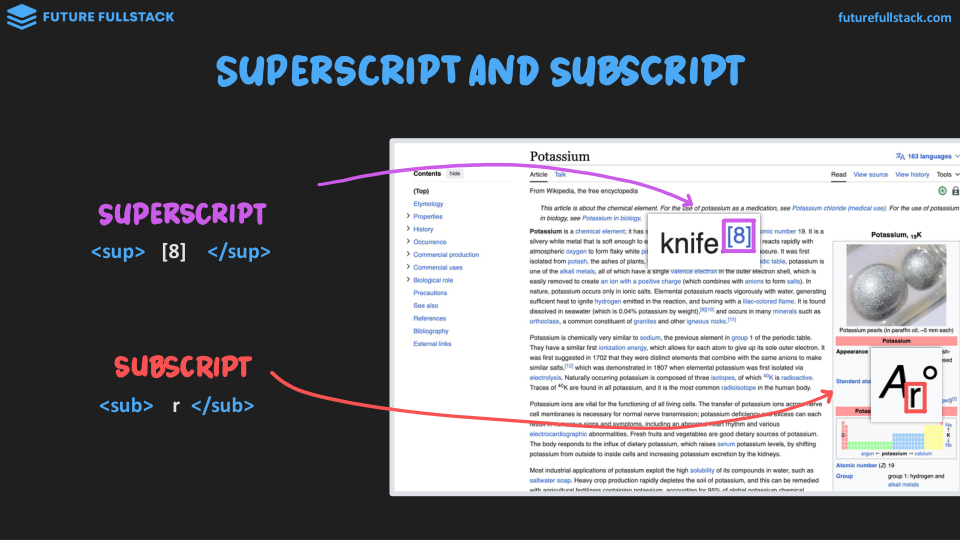 FUTURE FULLSTACK
futurefullstack.com
SUPERSCRIPT AND SUBSCRIPT
SUPERSCRIPT
<sup> [8] </sup>
SUBSCRIPT
<sub> r </sub>
Potassium
163 languages
Contents hide
Article Talk
Read View source View history Tools
From Wikipedia, the free encyclopedia
(Top)
Etymology
Properties
History
Occurrence
Commercial production
Commercial uses
Biological role
Precautions
See also
References
Bibliography
External links
This article is about the chemical element. For the use of potassium as a medication, see Potassium chloride (medical use). For the use of potassium
in biology, see Potassium in biology.
Potassium is a chemical element; it has
omic number 19. It is a
silvery white metal that is soft enough to
reacts rapidly with
atmospheric oxygen to form flaky white
posure. It was first
isolated from potash, the ashes of plants,
dic table, potassium is
one of the alkali metals, all of which have a single valence electron in the outer electron shell, which is
easily removed to create an ion with a positive charge (which combines with anions to form salts). In
nature, potassium occurs only in ionic salts. Elemental potassium reacts vigorously with water, generating
sufficient heat to ignite hydrogen emitted in the reaction, and burning with a lilac-colored flame. It is found
dissolved in seawater (which is 0.04% potassium by weight),[9][10] and occurs in many minerals such as
orthoclase, a common constituent of granites and other igneous rocks.[11]
knife [8]
Potassium is chemically very similar to sodium, the previous element in group 1 of the periodic table.
They have a similar first ionization energy, which allows for each atom to give up its sole outer electron. It
was first suggested in 1702 that they were distinct elements that combine with the same anions to make
similar salts,[12] which was demonstrated in 1807 when elemental potassium was first isolated via
electrolysis. Naturally occurring potassium is composed of three isotopes, of which 40K is radioactive.
Traces of 40K are found in all potassium, and it is the most common radioisotope in the human body.
Potassium ions are vital for the functioning of all living cells. The transfer of potassium ions across nerve
cell membranes is necessary for normal nerve transmission; potassium deficiency and excess can each
result in numerous signs and symptoms, including an abnormal heart rhythm and various
electrocardiographic abnormalities. Fresh fruits and vegetables are good dietary sources of potassium.
The body responds to the influx of dietary potassium, which raises serum potassium levels, by shifting
potassium from outside to inside cells and increasing potassium excretion by the kidneys.
Most industrial applications of potassium exploit the high solubility of its compounds in water, such as
saltwater soap. Heavy crop production rapidly depletes the soil of potassium, and this can be remedied
with agricultural fertilizers containing potassium, accounting for 95% of global potassium chemical
Potassium, 19K
Potassium pearls (in paraffin oil, ~5 mm each)
Potassium
Appearance
Standard
Ar°
Na
K
Rb
argon ← potassium → calcium
Atomic number (Z) 19
Group group 1: hydrogen and
alkali metals